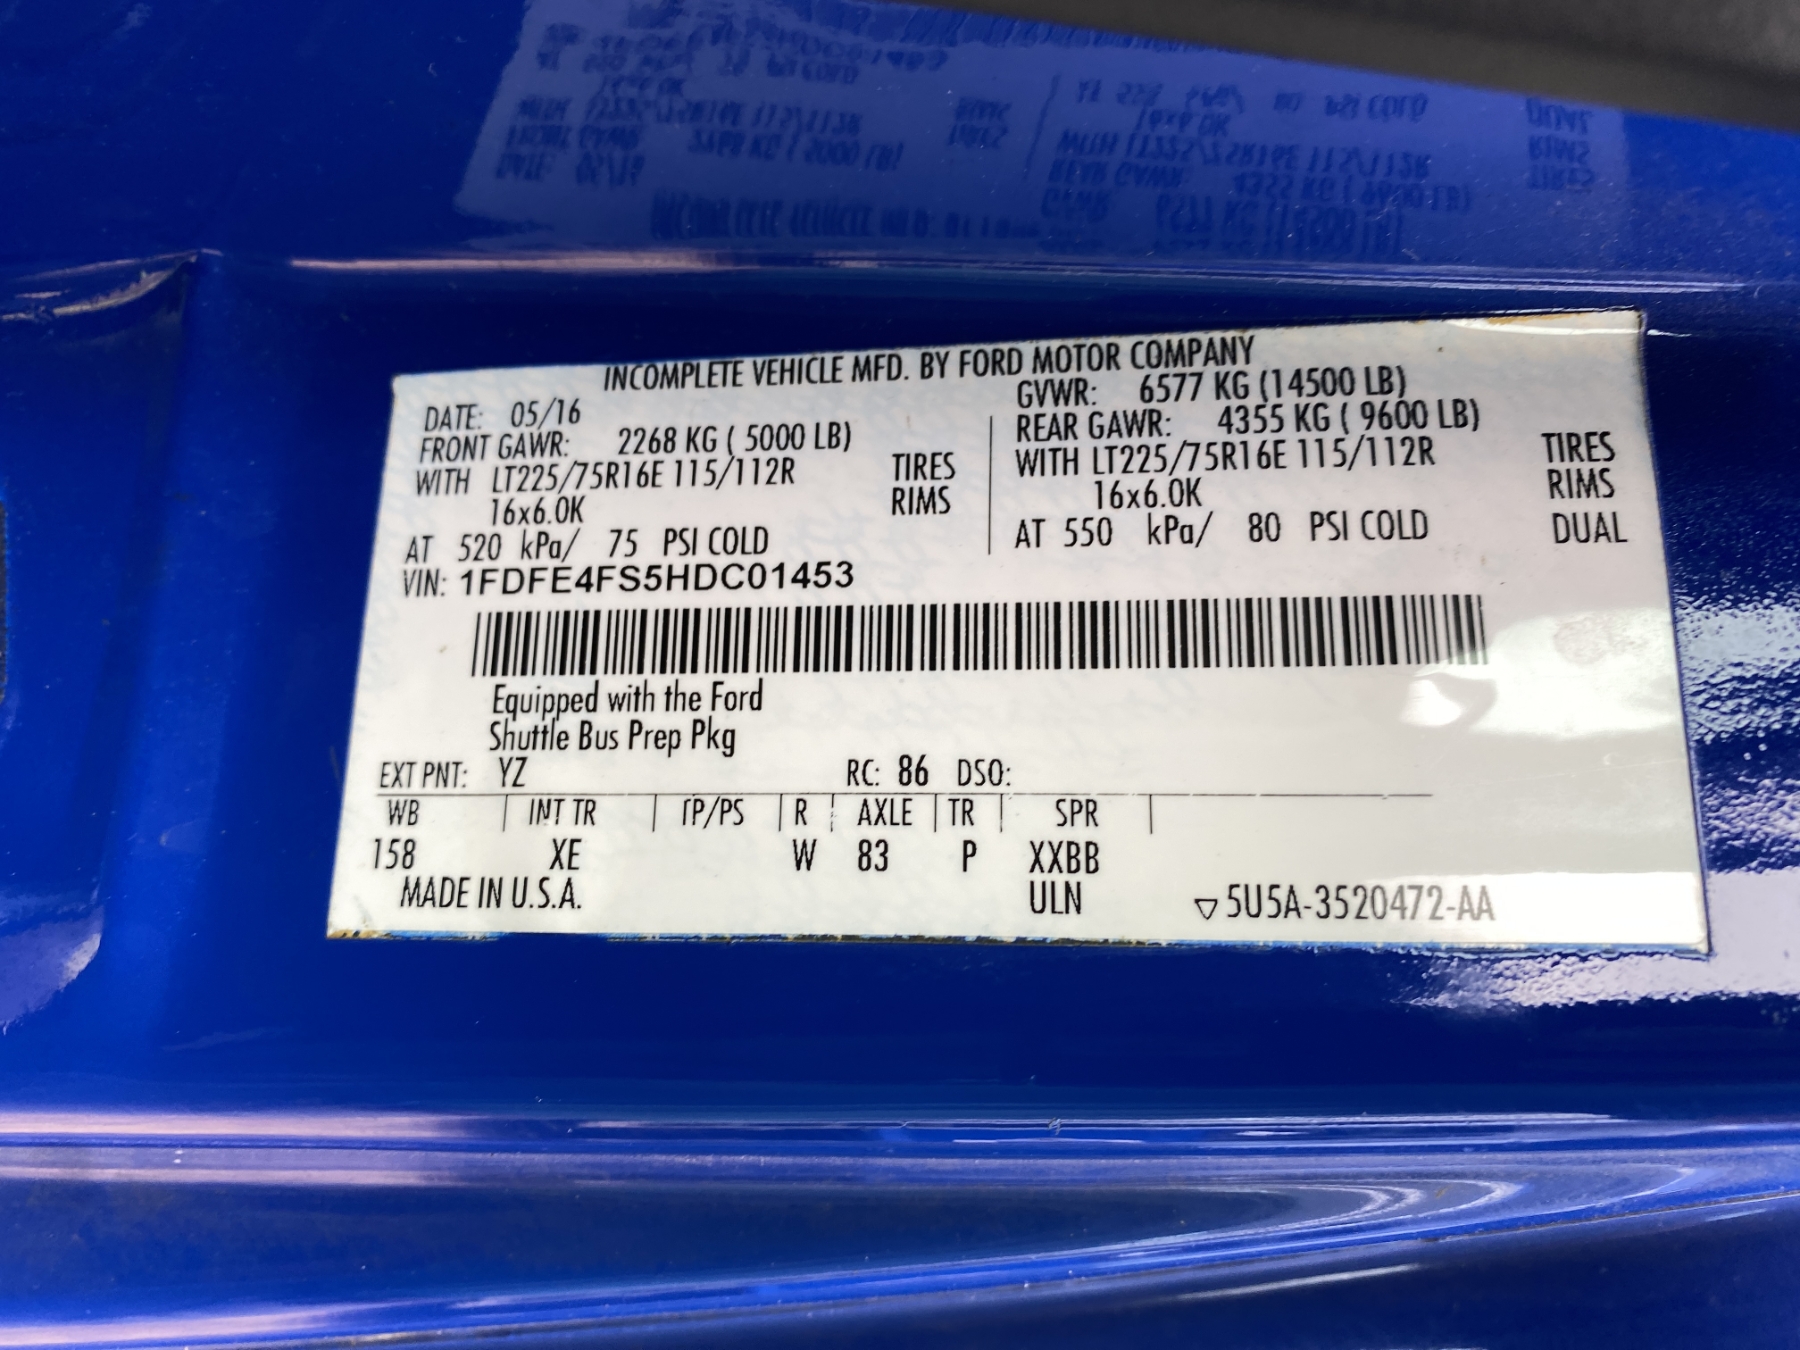 INCOMPLETE VEHICLE MFD. BY FORD MOTOR COMPANY
DATE: 05/16
GVWR: 6577 KG (14500 LB)
FRONT GAWR: 2268 KG ( 5000 LB)
REAR GAWR: 4355 KG ( 9600 LB)
WITH LT225/75R16E 115/112R TIRES
WITH LT225/75R16E 115/112R TIRES
16x6.0K RIMS
16x6.0K RIMS
AT 520 kPa/ 75 PSI COLD
AT 550 kPa/ 80 PSI COLD DUAL
VIN: 1FDFE4FS5HDC01453
Equipped with the Ford
Shuttle Bus Prep Pkg
EXT PNT: YZ RC: 86 DSO:
WB INT TR TP/PS R AXLE TR SPR
158 XE W 83 P XXBB
MADE IN U.S.A. ULN ▽5U5A-3520472-AA